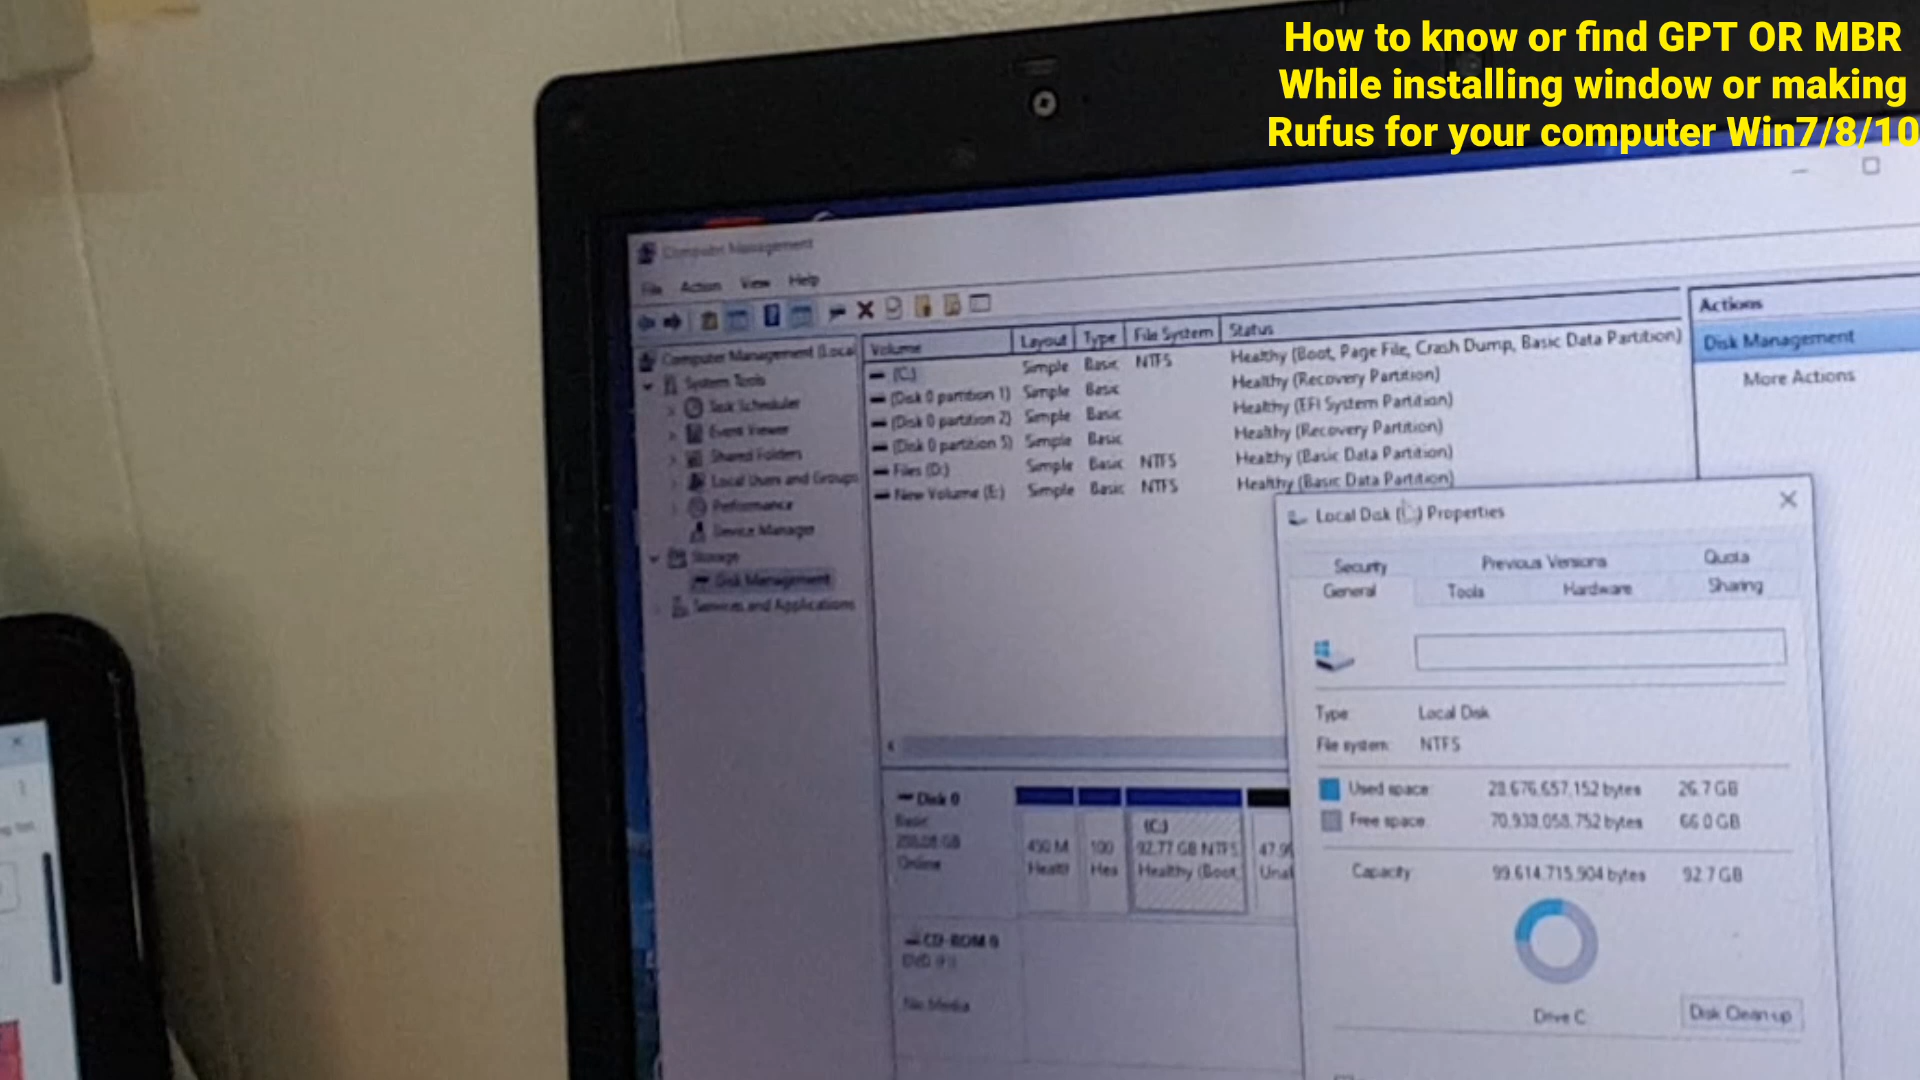 How to know or find GPT OR MBR
While installing window or making
Rufus for your computer Win7/8/10
Computer Management
File Action View Help
Computer Management (Local
System Tools
Task Scheduler
Event Viewer
Shared Folders
Local Users and Groups
Performance
Device Manager
Storage
Disk Management
Services and Applications
Volume Layout Type File System Status
(C:) Simple Basic NTFS Healthy (Boot, Page File, Crash Dump, Basic Data Partition)
(Disk 0 partition 1) Simple Basic Healthy (Recovery Partition)
(Disk 0 partition 2) Simple Basic Healthy (EFI System Partition)
(Disk 0 partition 5) Simple Basic Healthy (Recovery Partition)
Files (D:) Simple Basic NTFS Healthy (Basic Data Partition)
New Volume (E:) Simple Basic NTFS Healthy (Basic Data Partition)
Actions
Disk Management
More Actions
Local Disk Properties
Security Previous Versions Quota
General Tools Hardware Sharing
Type: Local Disk
File system: NTFS
Used space: 28,676,657,152 bytes 26.7 GB
Free space: 70,938,058,752 bytes 66.0 GB
Capacity: 99,614,715,904 bytes 92.7 GB
Drive C:
Disk Cleanup
Disk 0
Basic
Online
450 M
Healt
100
Hea
(C:)
92.77 GB NTFS
Healthy (Boot,
47.9
Unal
CD-ROM 0
DVD
No Media